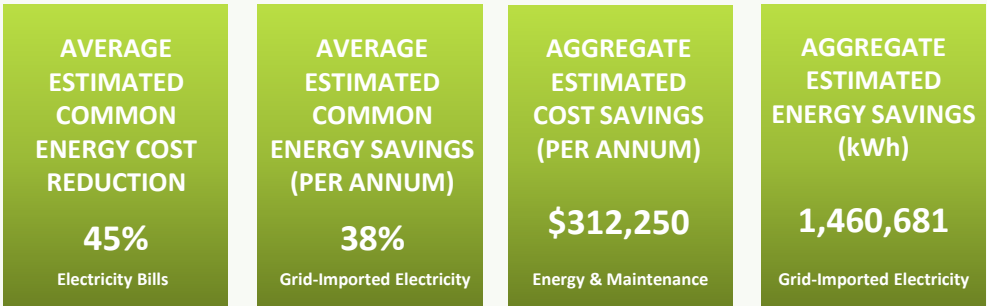 AVERAGE
ESTIMATED
COMMON
ENERGY COST
REDUCTION
45%
Electricity Bills
AVERAGE
ESTIMATED
COMMON
ENERGY SAVINGS
(PER ANNUM)
38%
Grid-Imported Electricity
AGGREGATE
ESTIMATED
COST SAVINGS
(PER ANNUM)
$312,250
Energy & Maintenance
AGGREGATE
ESTIMATED
ENERGY SAVINGS
(kWh)
1,460,681
Grid-Imported Electricity